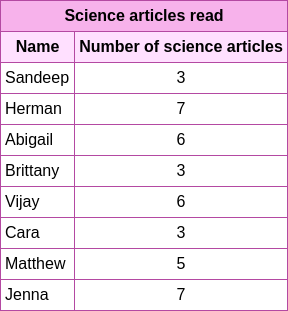 Science articles read
Name Number of science articles
Sandeep 3
Herman 7
Abigail 6
Brittany 3
Vijay 6
Cara 3
Matthew 5
Jenna 7